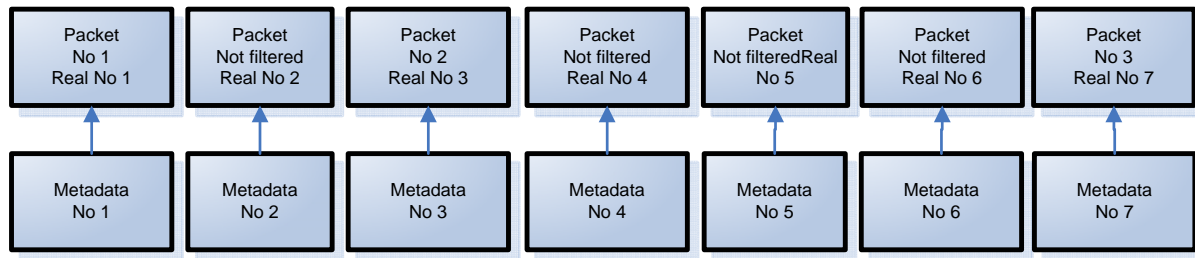 Packet
No 1
Real No 1
Packet
Not filtered
Real No 2
Packet
No 2
Real No 3
Packet
Not filtered
Real No 4
Packet
Not filteredReal
No 5
Packet
Not filtered
Real No 6
Packet
No 3
Real No 7
Metadata
No 1
Metadata
No 2
Metadata
No 3
Metadata
No 4
Metadata
No 5
Metadata
No 6
Metadata
No 7